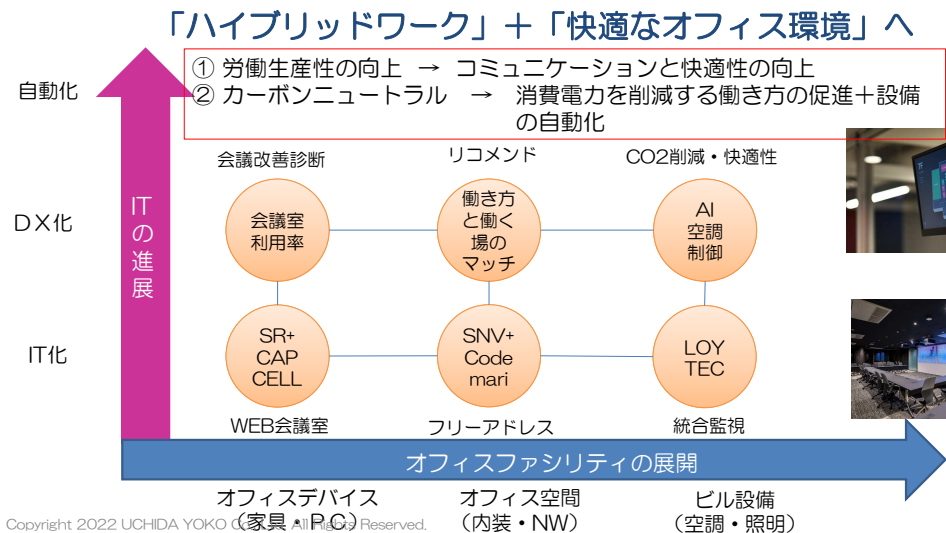 「ハイブリッドワーク」＋「快適なオフィス環境」へ
① 労働生産性の向上 → コミュニケーションと快適性の向上
② カーボンニュートラル → 消費電力を削減する働き方の促進＋設備
の自動化
自動化
DX化
IT化
ITの進展
会議改善診断
リコメンド
CO2削減・快適性
会議室
利用率
働き方
と働く
場の
マッチ
AI
空調
制御
SR+
CAP
CELL
SNV+
Code
mari
LOY
TEC
WEB会議室
フリーアドレス
統合監視
オフィスファシリティの展開
オフィスデバイス
（家具・PC）
オフィス空間
（内装・NW）
ビル設備
（空調・照明）
Copyright 2022 UCHIDA YOKO Co., Ltd. All Rights Reserved.